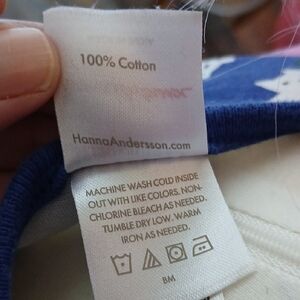 100% Cotton
HannaAndersson.com
MACHINE WASH COLD INSIDE
OUT WITH LIKE COLORS. NON-
CHLORINE BLEACH AS NEEDED.
TUMBLE DRY LOW. WARM
IRON AS NEEDED.
BM